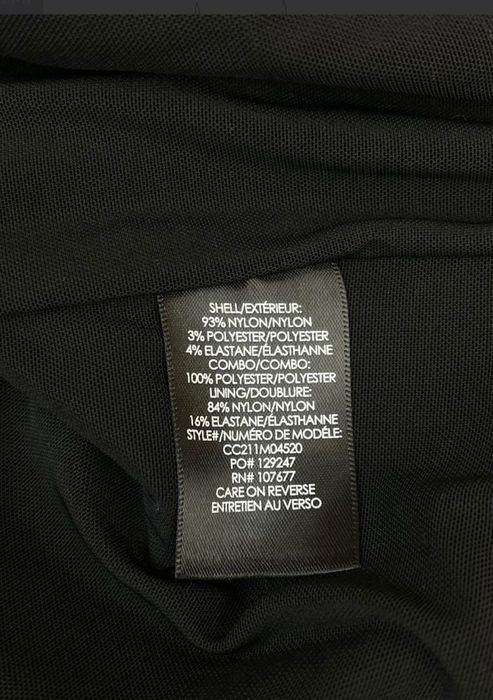 SHELL/EXTÉRIEUR:
93% NYLON/NYLON
3% POLYESTER/POLYESTER
4% ELASTANE/ÉLASTHANNE
COMBO/COMBO:
100% POLYESTER/POLYESTER
LINING/DOUBLURE:
84% NYLON/NYLON
16% ELASTANE/ÉLASTHANNE
STYLE#/NUMÉRO DE MODÈLE:
CC211M04520
PO# 129247
RN# 107677
CARE ON REVERSE
ENTRETIEN AU VERSO